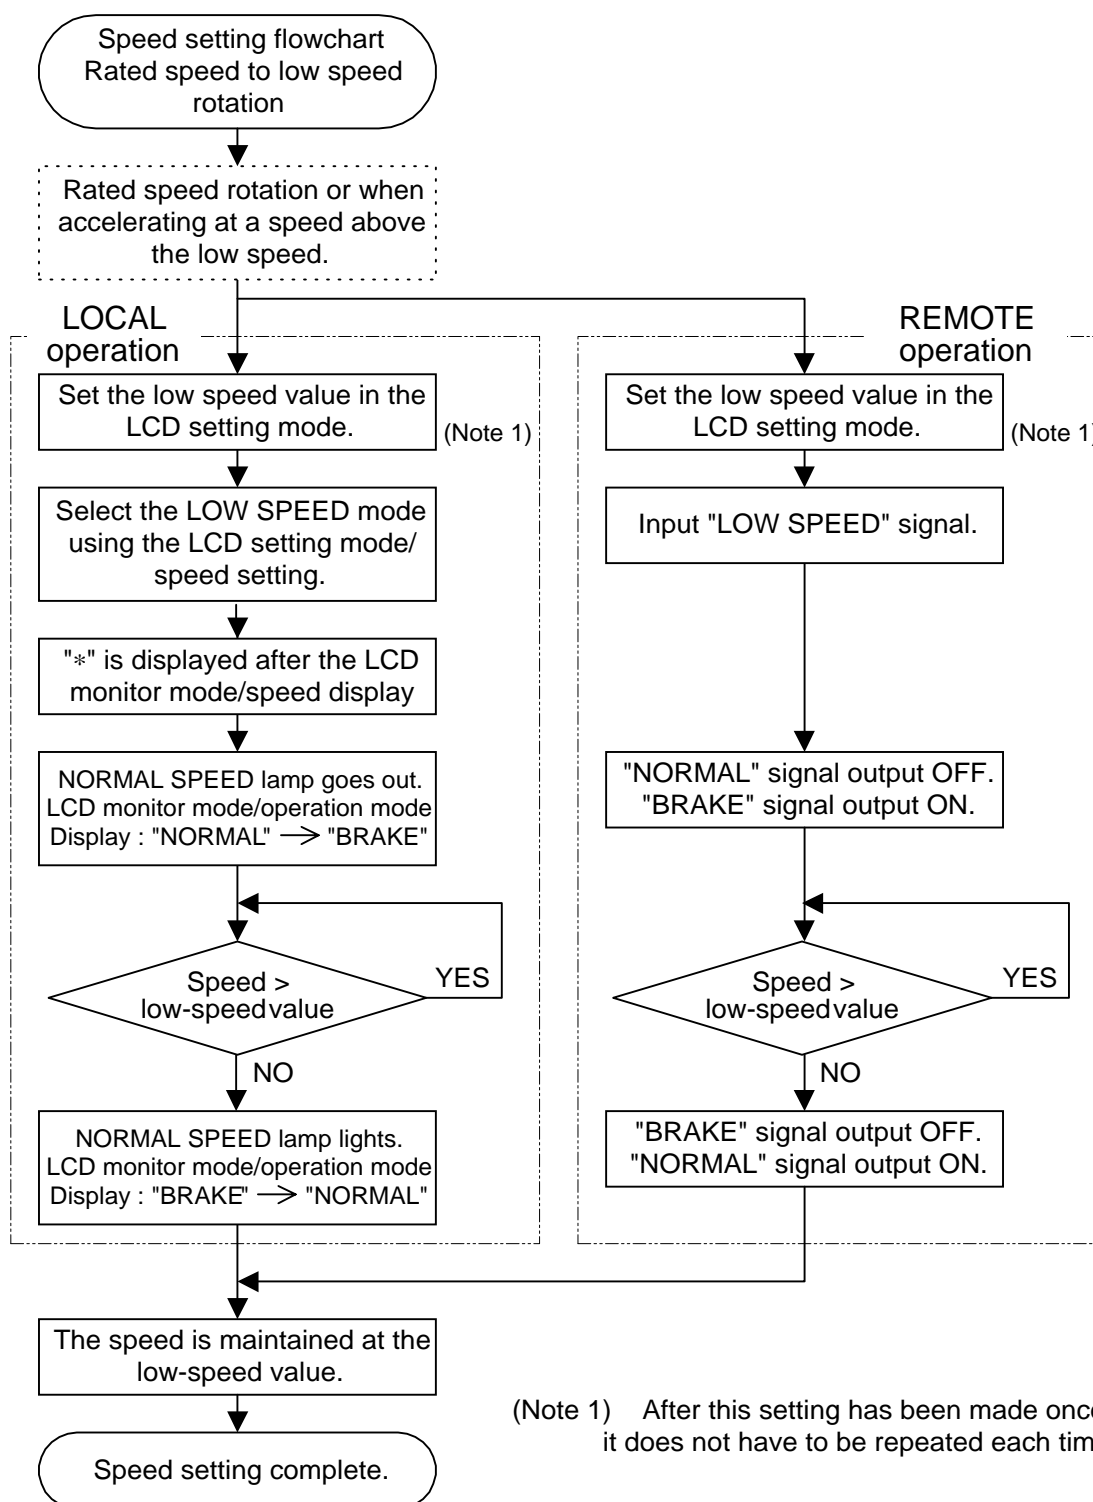 Speed setting flowchart
Rated speed to low speed
rotation
Rated speed rotation or when
accelerating at a speed above
the low speed.
LOCAL
operation
Set the low speed value in the
LCD setting mode.
(Note 1)
Select the LOW SPEED mode
using the LCD setting mode/
speed setting.
"*" is displayed after the LCD
monitor mode/speed display
NORMAL SPEED lamp goes out.
LCD monitor mode/operation mode
Display : "NORMAL" → "BRAKE"
Speed >
low-speed value
YES
NO
NORMAL SPEED lamp lights.
LCD monitor mode/operation mode
Display : "BRAKE" → "NORMAL"
REMOTE
operation
Set the low speed value in the
LCD setting mode.
(Note 1)
Input "LOW SPEED" signal.
"NORMAL" signal output OFF.
"BRAKE" signal output ON.
Speed >
low-speed value
YES
NO
"BRAKE" signal output OFF.
"NORMAL" signal output ON.
The speed is maintained at the
low-speed value.
Speed setting complete.
(Note 1) After this setting has been made once
it does not have to be repeated each tim